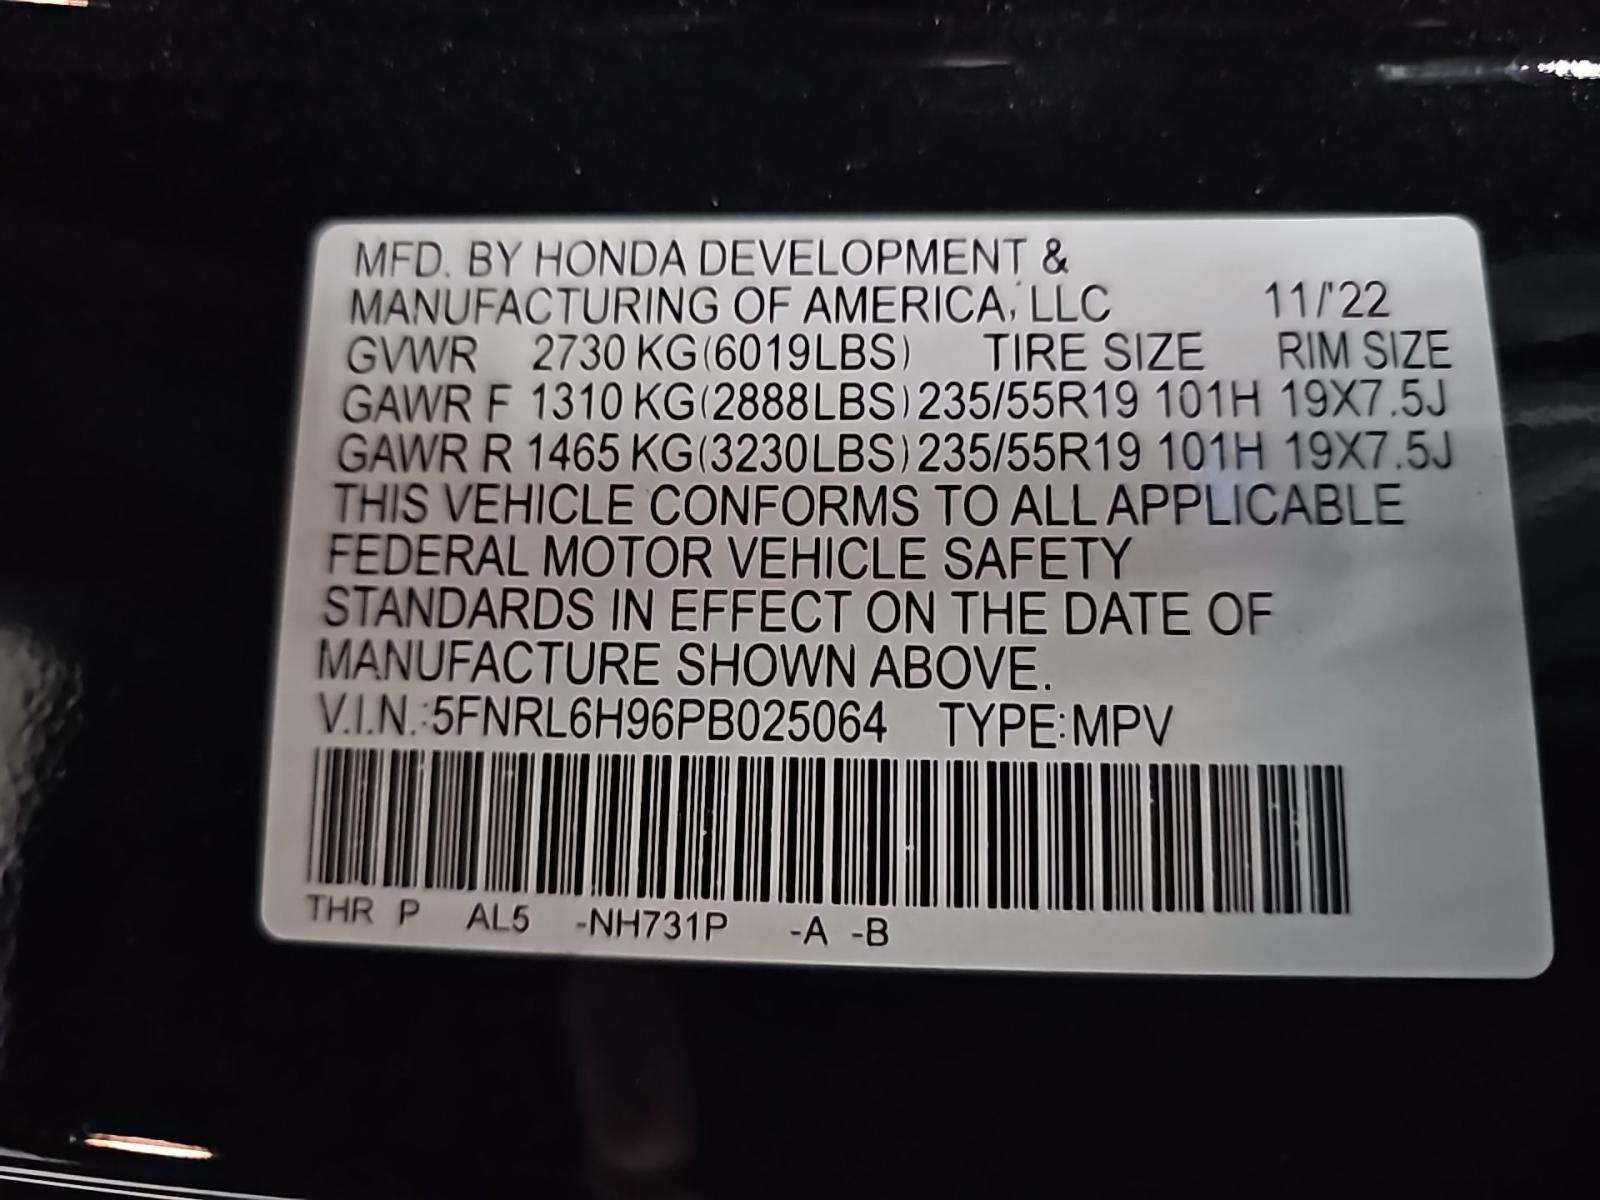 MFD. BY HONDA DEVELOPMENT &
MANUFACTURING OF AMERICA, LLC 11/'22
GVWR 2730 KG(6019LBS) TIRE SIZE RIM SIZE
GAWR F 1310 KG(2888LBS) 235/55R19 101H 19X7.5J
GAWR R 1465 KG(3230LBS) 235/55R19 101H 19X7.5J
THIS VEHICLE CONFORMS TO ALL APPLICABLE
FEDERAL MOTOR VEHICLE SAFETY
STANDARDS IN EFFECT ON THE DATE OF
MANUFACTURE SHOWN ABOVE.
V.I.N.:5FNRL6H96PB025064 TYPE:MPV
THR P AL5 -NH731P -A -B